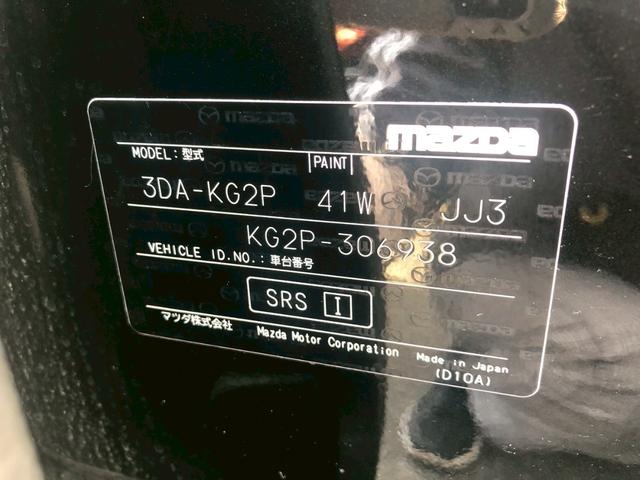 mazda
MODEL:型式 PAINT
3DA-KG2P 41W JJ3
KG2P-306938
VEHICLE ID.NO.:車台番号
SRS I
マツダ株式会社 Mazda Motor Corporation Made in Japan
(D10A)